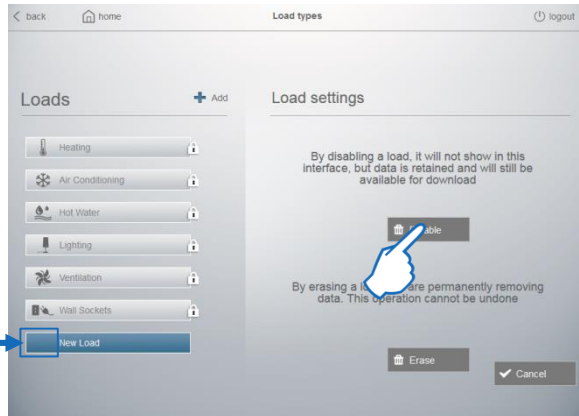 back
home
Load types
logout
Loads
Add
Load settings
Heating
Air Conditioning
Hot Water
Lighting
Ventilation
Wall Sockets
New Load
By disabling a load, it will not show in this
interface, but data is retained and will still be
available for download
By erasing a are permanently removing
data. This operation cannot be undone
Erase
Cancel